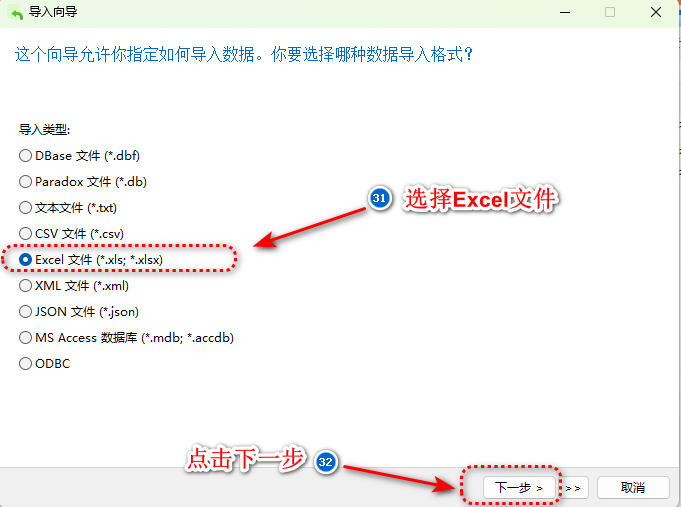 导入向导
这个向导允许你指定如何导入数据。你要选择哪种数据导入格式？
导入类型:
DBase 文件 (*.dbf)
Paradox 文件 (*.db)
文本文件 (*.txt)
CSV 文件 (*.csv)
Excel 文件 (*.xls; *.xlsx)
XML 文件 (*.xml)
JSON 文件 (*.json)
MS Access 数据库 (*.mdb; *.accdb)
ODBC
31 选择Excel文件
点击下一步 32
下一步 > >> 取消